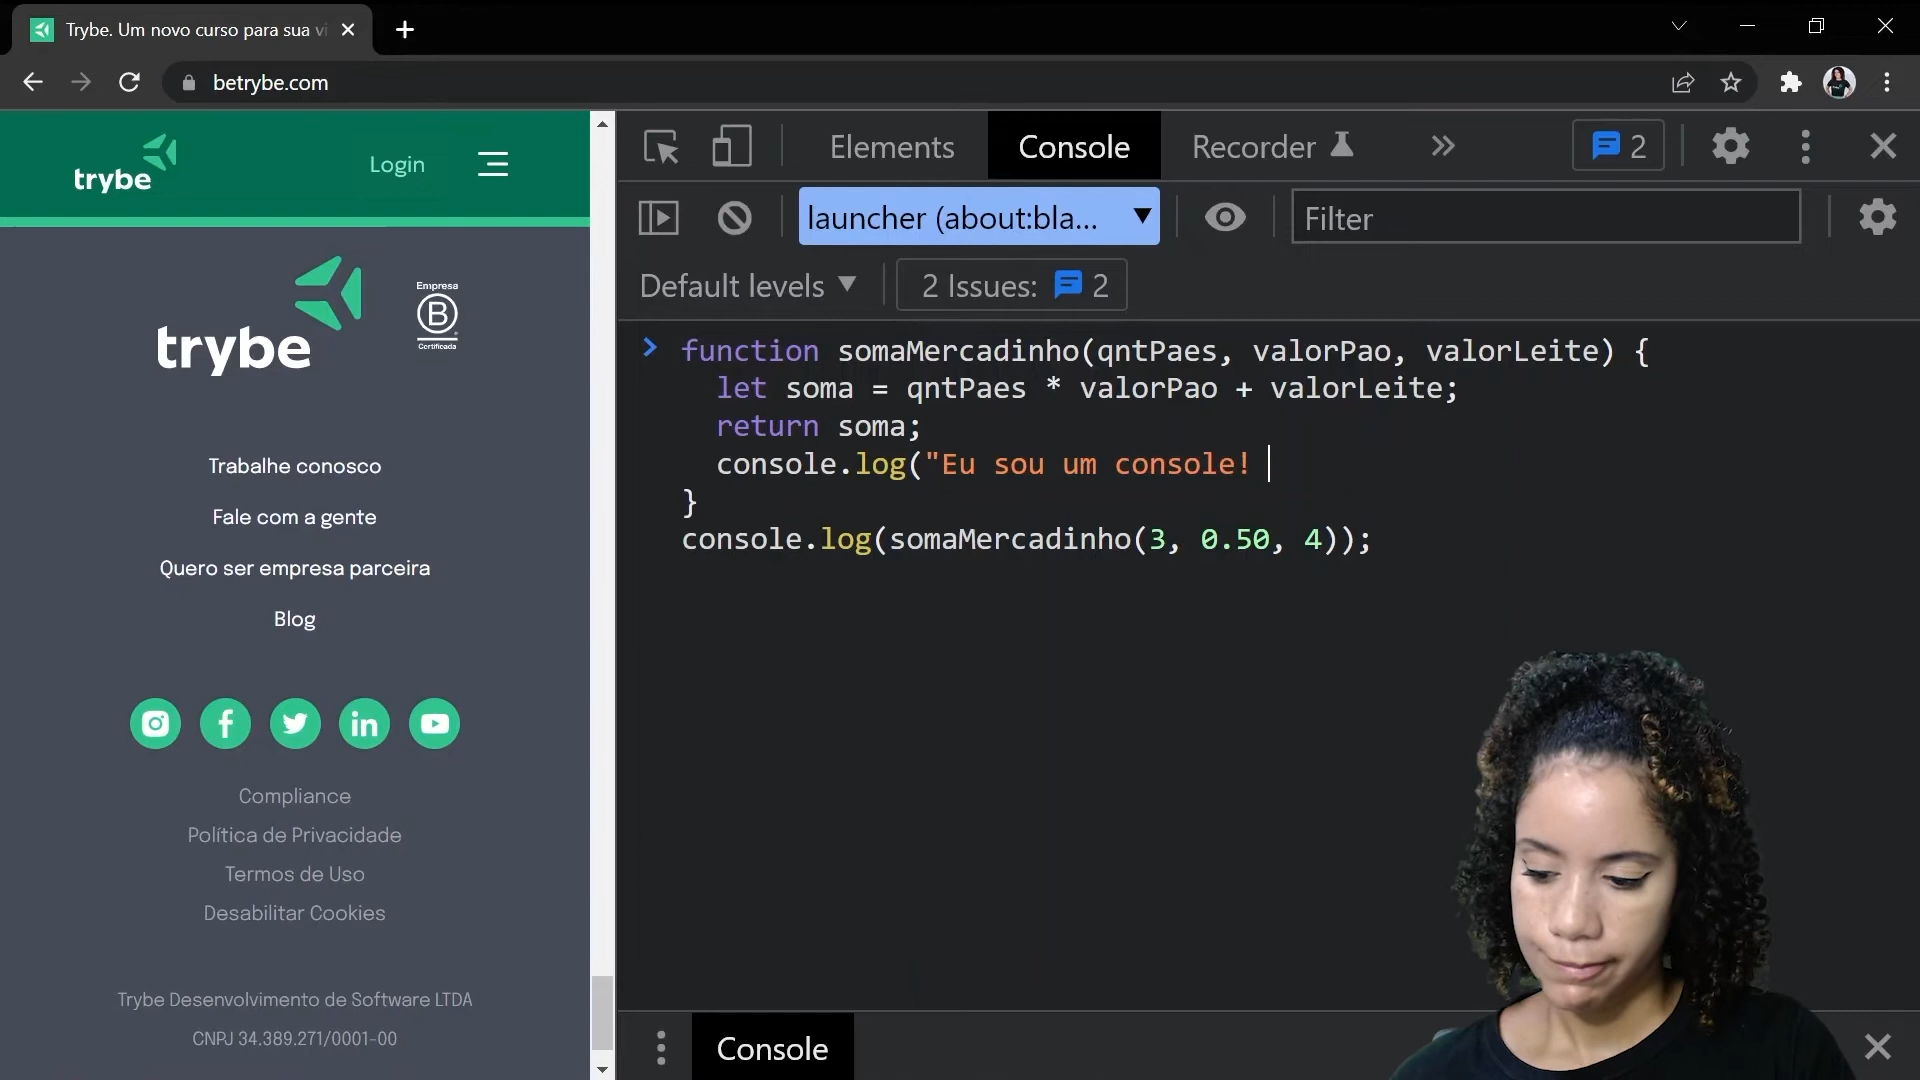 Trybe. Um novo curso para sua vi
betrybe.com
trybe
Login
Elements
Console
Recorder
2
launcher (about:bla...
Filter
Default levels
2 Issues:
2
trybe
Empresa
B
Certificada
Trabalhe conosco
Fale com a gente
Quero ser empresa parceira
Blog
Compliance
Política de Privacidade
Termos de Uso
Desabilitar Cookies
Trybe Desenvolvimento de Software LTDA
CNPJ 34.389.271/0001-00
function somaMercadinho(qntPaes, valorPao, valorLeite) {
let soma = qntPaes * valorPao + valorLeite;
return soma;
console.log("Eu sou um console!
}
console.log(somaMercadinho(3, 0.50, 4));
Console